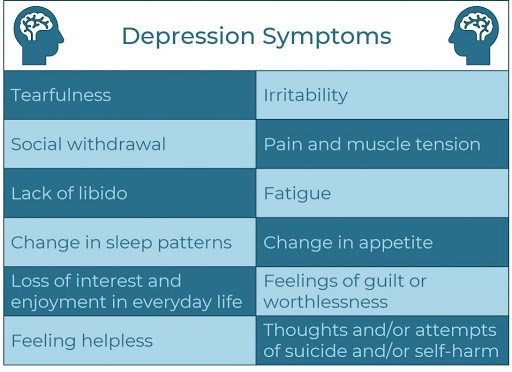 Depression Symptoms
Tearfulness
Irritability
Social withdrawal
Pain and muscle tension
Lack of libido
Fatigue
Change in sleep patterns
Change in appetite
Loss of interest and
enjoyment in everyday life
Feelings of guilt or
worthlessness
Feeling helpless
Thoughts and/or attempts
of suicide and/or self-harm